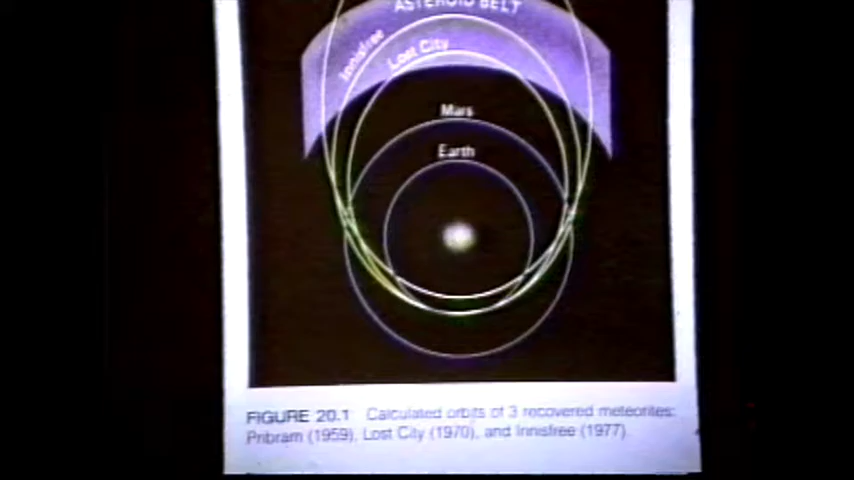 ASTEROID BELT
Innisfree
Lost City
Mars
Earth
FIGURE 20.1 Calculated orbits of 3 recovered meteorites:
Pribram (1959), Lost City (1970), and Innisfree (1977).